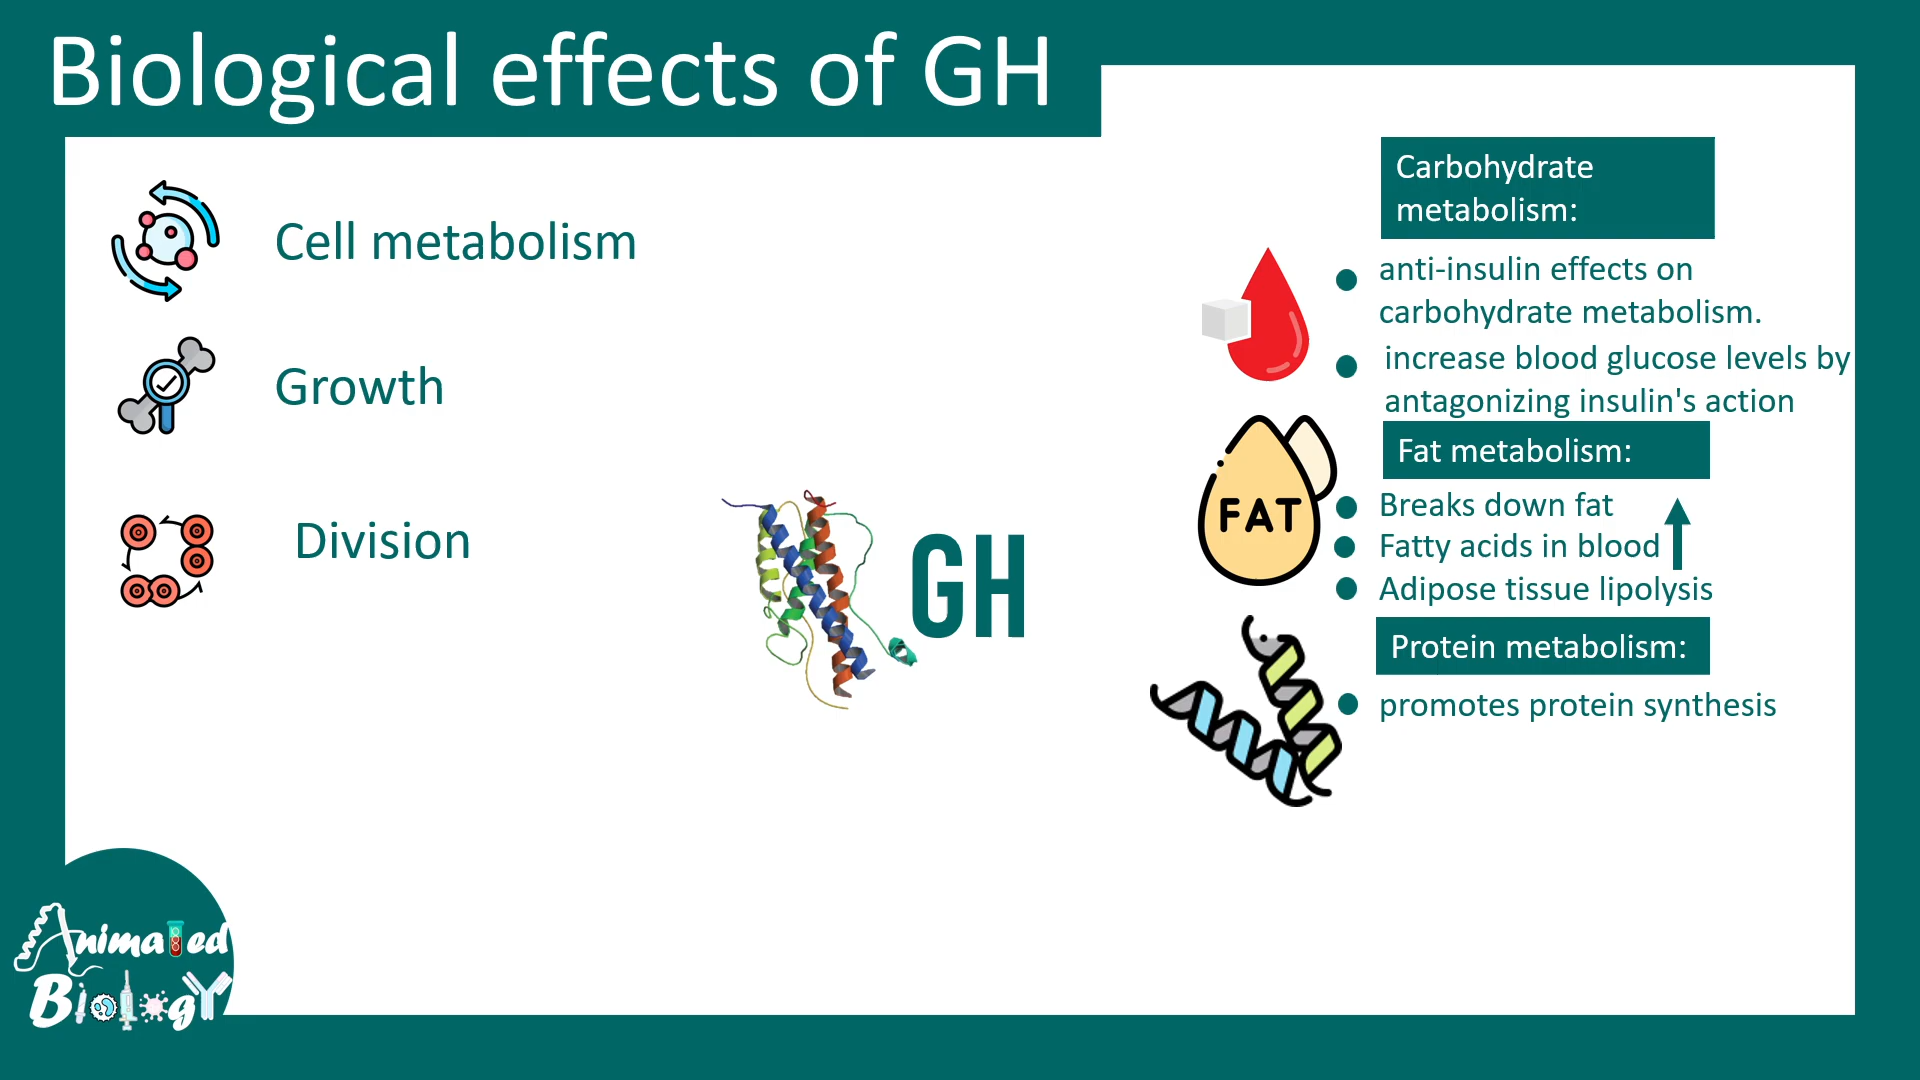 Biological effects of GH
Cell metabolism
Growth
Division
GH
Carbohydrate
metabolism:
anti-insulin effects on
carbohydrate metabolism.
increase blood glucose levels by
antagonizing insulin's action
FAT
Fat metabolism:
Breaks down fat
Fatty acids in blood
Adipose tissue lipolysis
Protein metabolism:
promotes protein synthesis
Animated
Biology